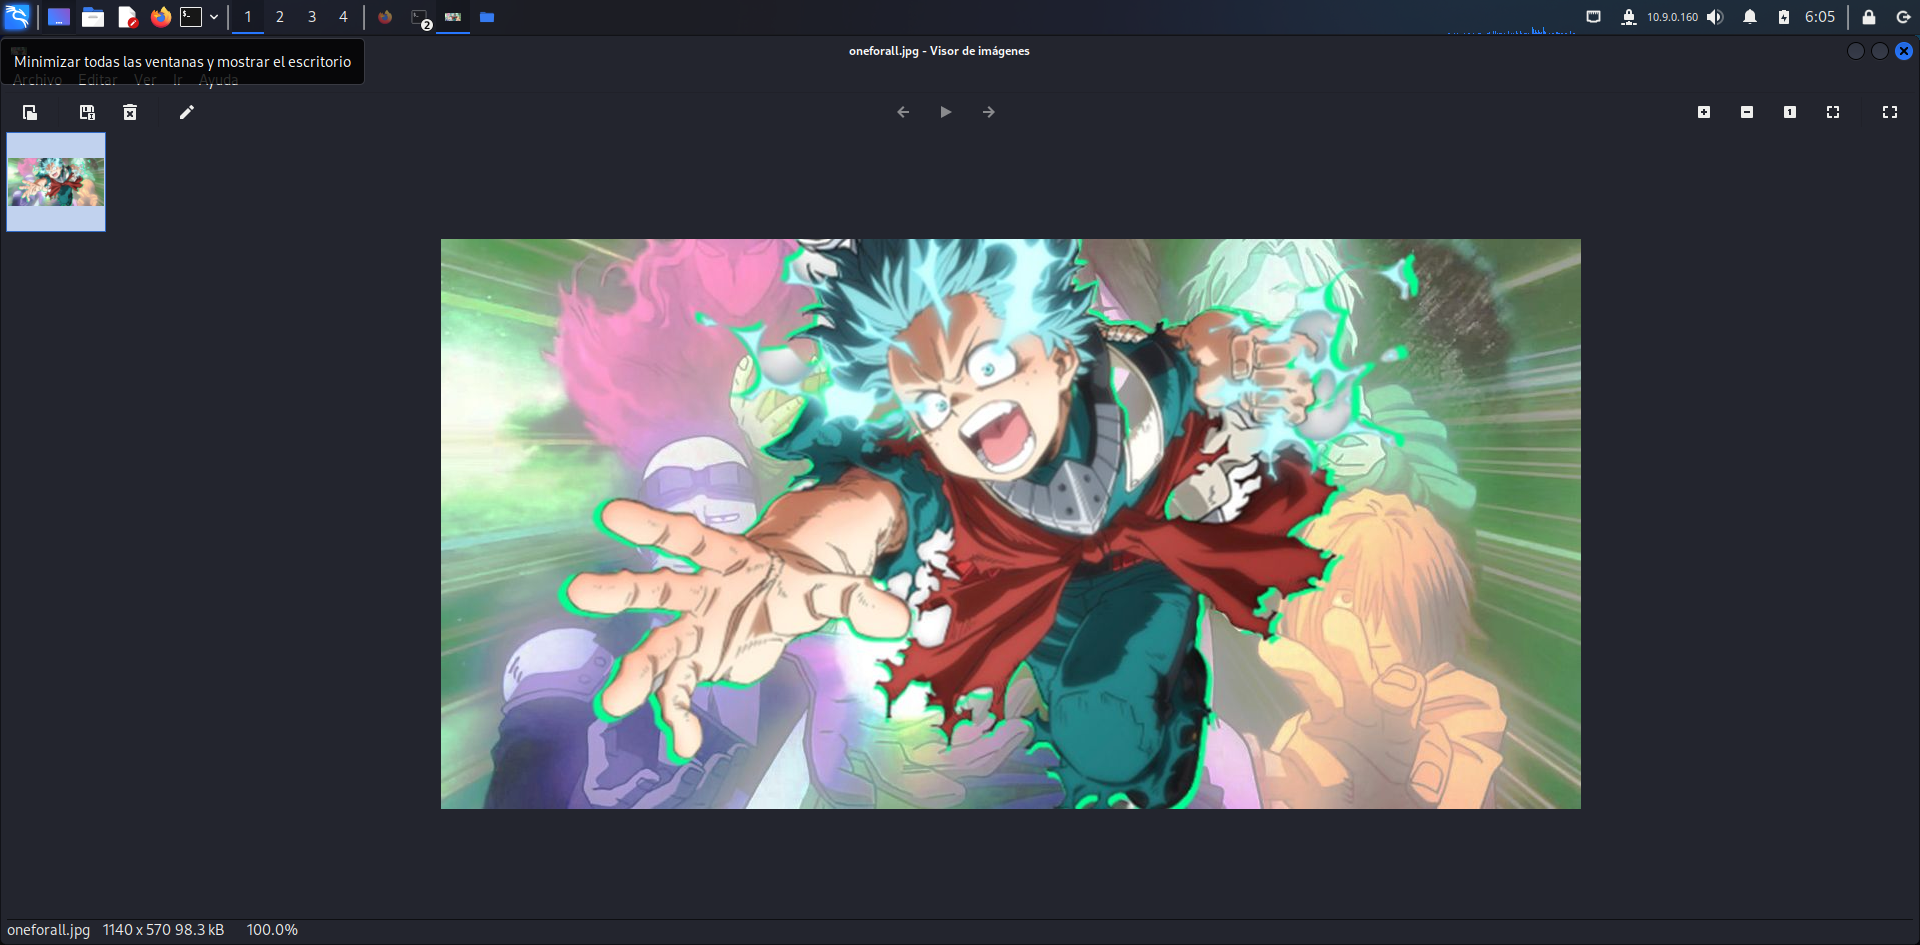 1 2 3 4 2 10.9.0.160 6:05
oneforall.jpg - Visor de imágenes
Minimizar todas las ventanas y mostrar el escritorio
Archivo Editar Ver Ir Ayuda
oneforall.jpg 1140 x 570 98.3 kB 100.0%